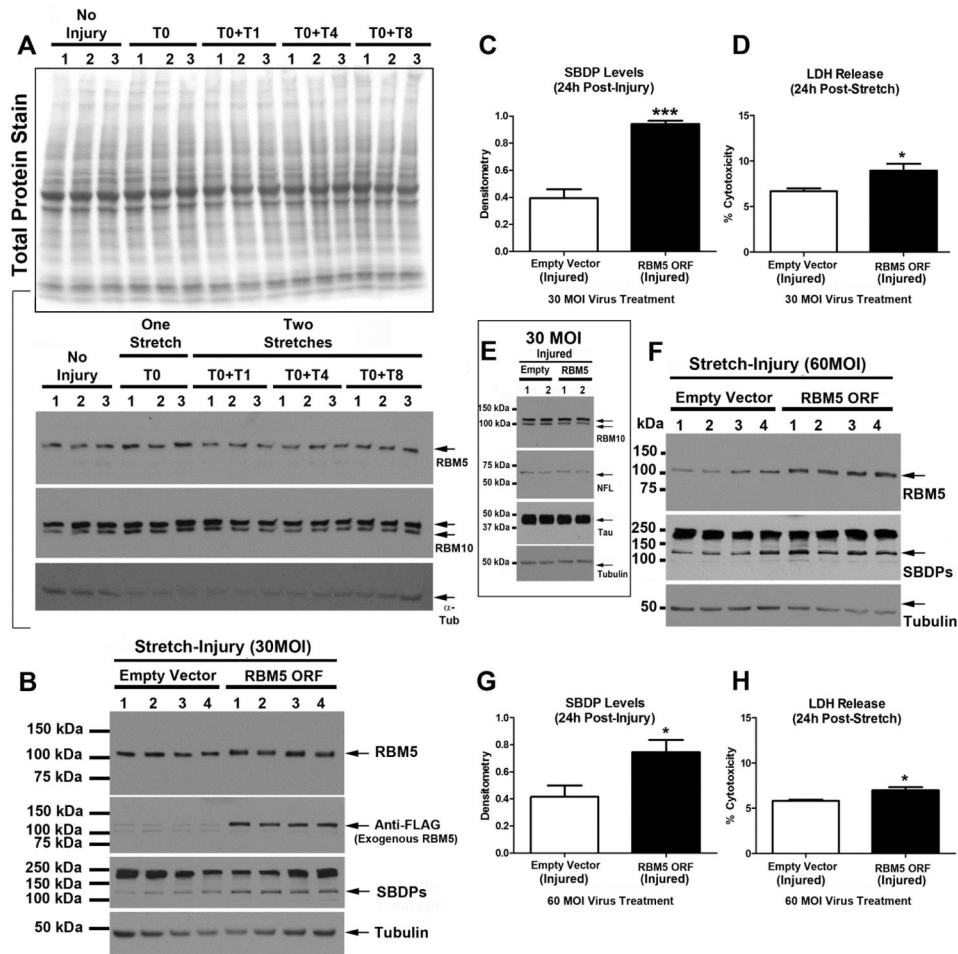 A
No
Injury
T0
T0+T1
T0+T4
T0+T8
1 2 3 1 2 3 1 2 3 1 2 3 1 2 3
Total Protein Stain
One
Stretch
Two
Stretches
No
Injury
T0
T0+T1
T0+T4
T0+T8
1 2 3 1 2 3 1 2 3 1 2 3 1 2 3
RBM5
RBM10
α-
Tub
B
Stretch-Injury (30MOI)
Empty Vector
RBM5 ORF
1 2 3 4 1 2 3 4
150 kDa
100 kDa
75 kDa
RBM5
150 kDa
100 kDa
75 kDa
Anti-FLAG
(Exogenous RBM5)
250 kDa
150 kDa
100 kDa
SBDPs
50 kDa
Tubulin
C
SBDP Levels
(24h Post-Injury)
Densitometry
1.0
0.8
0.6
0.4
0.2
0.0
***
Empty Vector
(Injured)
RBM5 ORF
(Injured)
30 MOI Virus Treatment
D
LDH Release
(24h Post-Stretch)
% Cytotoxicity
15
10
5
0
*
Empty Vector
(Injured)
RBM5 ORF
(Injured)
30 MOI Virus Treatment
E
30 MOI
Injured
Empty
RBM5
1 2 1 2
150 kDa
100 kDa
RBM10
75 kDa
50 kDa
NFL
50 kDa
37 kDa
Tau
50 kDa
Tubulin
F
Stretch-Injury (60MOI)
Empty Vector
RBM5 ORF
kDa
1 2 3 4 1 2 3 4
150
100
75
RBM5
250
150
100
SBDPs
50
Tubulin
G
SBDP Levels
(24h Post-Injury)
Densitometry
1.0
0.8
0.6
0.4
0.2
0.0
*
Empty Vector
(Injured)
RBM5 ORF
(Injured)
60 MOI Virus Treatment
H
LDH Release
(24h Post-Stretch)
% Cytotoxicity
15
10
5
0
*
Empty Vector
(Injured)
RBM5 ORF
(Injured)
60 MOI Virus Treatment